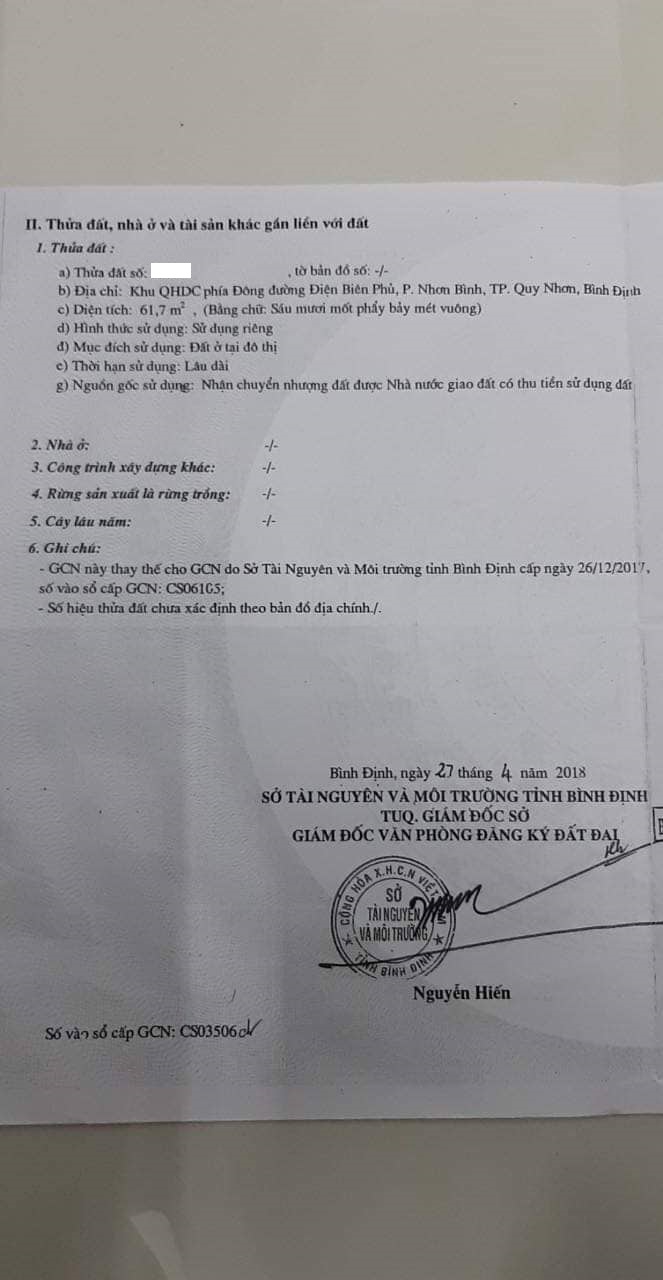 II. Thửa đất, nhà ở và tài sản khác gắn liền với đất
1. Thửa đất :
a) Thửa đất số: , tờ bản đồ số: -/-
b) Địa chỉ: Khu QHDC phía Đông đường Điện Biên Phủ, P. Nhơn Bình, TP. Quy Nhơn, Bình Định
c) Diện tích: 61,7 m² , (Bằng chữ: Sáu mươi mốt phẩy bảy mét vuông)
d) Hình thức sử dụng: Sử dụng riêng
đ) Mục đích sử dụng: Đất ở tại đô thị
e) Thời hạn sử dụng: Lâu dài
g) Nguồn gốc sử dụng: Nhận chuyển nhượng đất được Nhà nước giao đất có thu tiền sử dụng đất
2. Nhà ở: -/-
3. Công trình xây dựng khác: -/-
4. Rừng sản xuất là rừng trồng: -/-
5. Cây lâu năm: -/-
6. Ghi chú:
- GCN này thay thế cho GCN do Sở Tài Nguyên và Môi trường tỉnh Bình Định cấp ngày 26/12/2017,
số vào sổ cấp GCN: CS06105;
- Số hiệu thửa đất chưa xác định theo bản đồ địa chính./.
Bình Định, ngày 27 tháng 4 năm 2018
SỞ TÀI NGUYÊN VÀ MÔI TRƯỜNG TỈNH BÌNH ĐỊNH
TUQ. GIÁM ĐỐC SỞ
GIÁM ĐỐC VĂN PHÒNG ĐĂNG KÝ ĐẤT ĐAI
CỘNG HÒA X.H.C.N VIỆT NAM
SỞ
TÀI NGUYÊN
VÀ MÔI TRƯỜNG
TỈNH BÌNH ĐỊNH
Nguyễn Hiến
Số vào sổ cấp GCN: CS03506